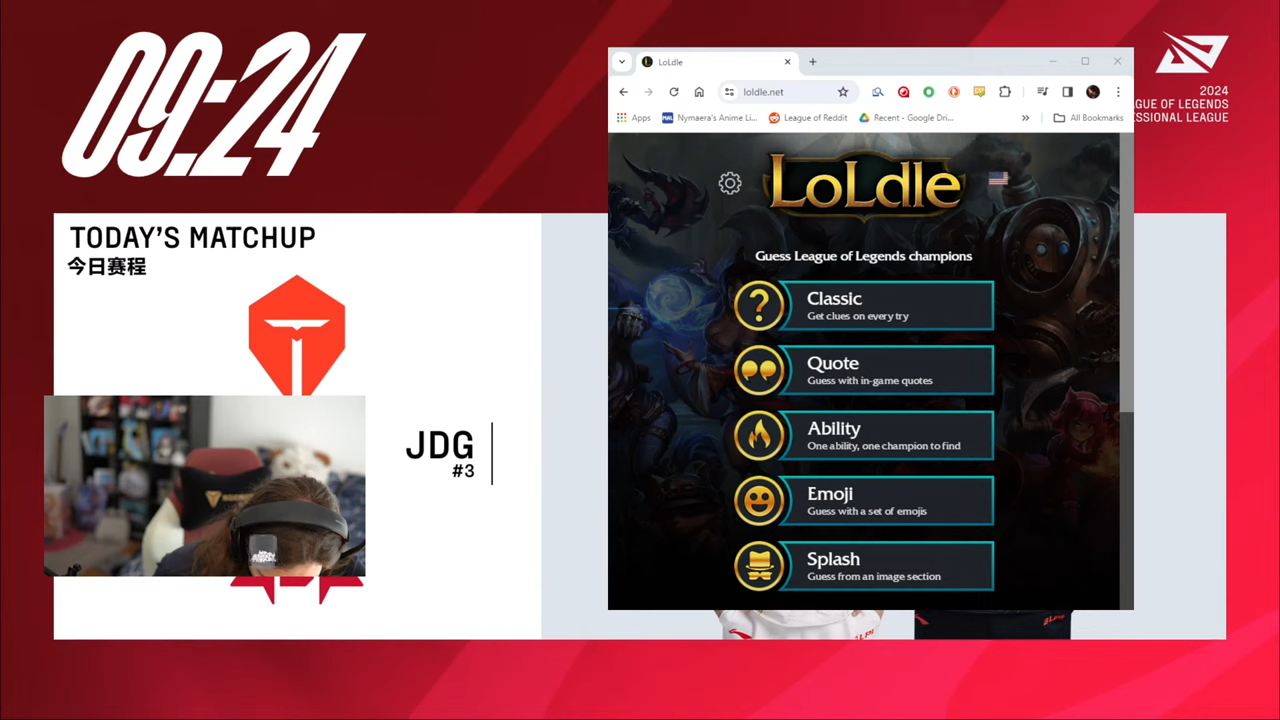 09:24
2024
GUE OF LEGENDS
ESSIONAL LEAGUE
TODAY'S MATCHUP
今日赛程
JDG
#3
LoLdle
loldle.net
Apps
MAL
Nymaera's Anime Li...
League of Reddit
Recent - Google Dri...
»
All Bookmarks
LoLdle
Guess League of Legends champions
?
Classic
Get clues on every try
Quote
Guess with in-game quotes
Ability
One ability, one champion to find
Emoji
Guess with a set of emojis
Splash
Guess from an image section